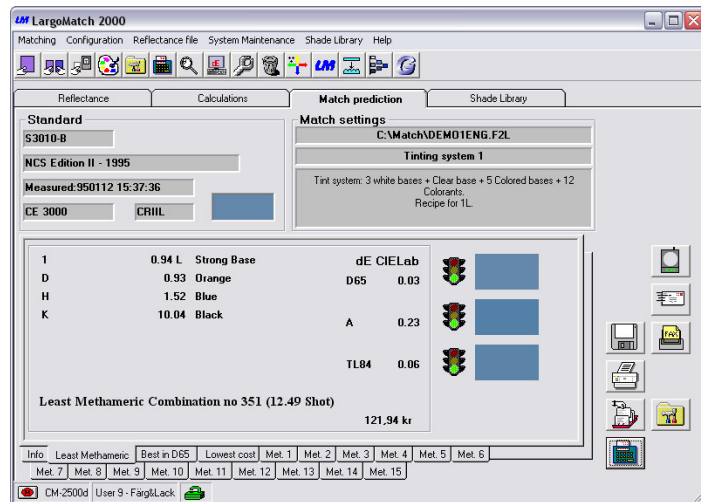 LM LargoMatch 2000
Matching Configuration Reflectance file System Maintenance Shade Library Help
LM
FAX
Reflectance Calculations Match prediction Shade Library
Standard
S3010-B
NCS Edition II - 1995
Measured:950112 15:37:36
CE 3000 CRIIL
Match settings
C:\Match\DEMO1ENG.F2L
Tinting system 1
Tint system: 3 white bases + Clear base + 5 Colored bases + 12
Colorants.
Recipe for 1L.
1 0.94 L Strong Base
D 0.93 Orange
H 1.52 Blue
K 10.04 Black
dE CIELab
D65 0.03
A 0.23
TL84 0.06
Least Methameric Combination no 351 (12.49 Shot)
121,94 kr
Info Least Methameric Best in D65 Lowest cost Met. 1 Met. 2 Met. 3 Met. 4 Met. 5 Met. 6
Met. 7 Met. 8 Met. 9 Met. 10 Met. 11 Met. 12 Met. 13 Met. 14 Met. 15
CM-2500d User 9 - Färg&Lack